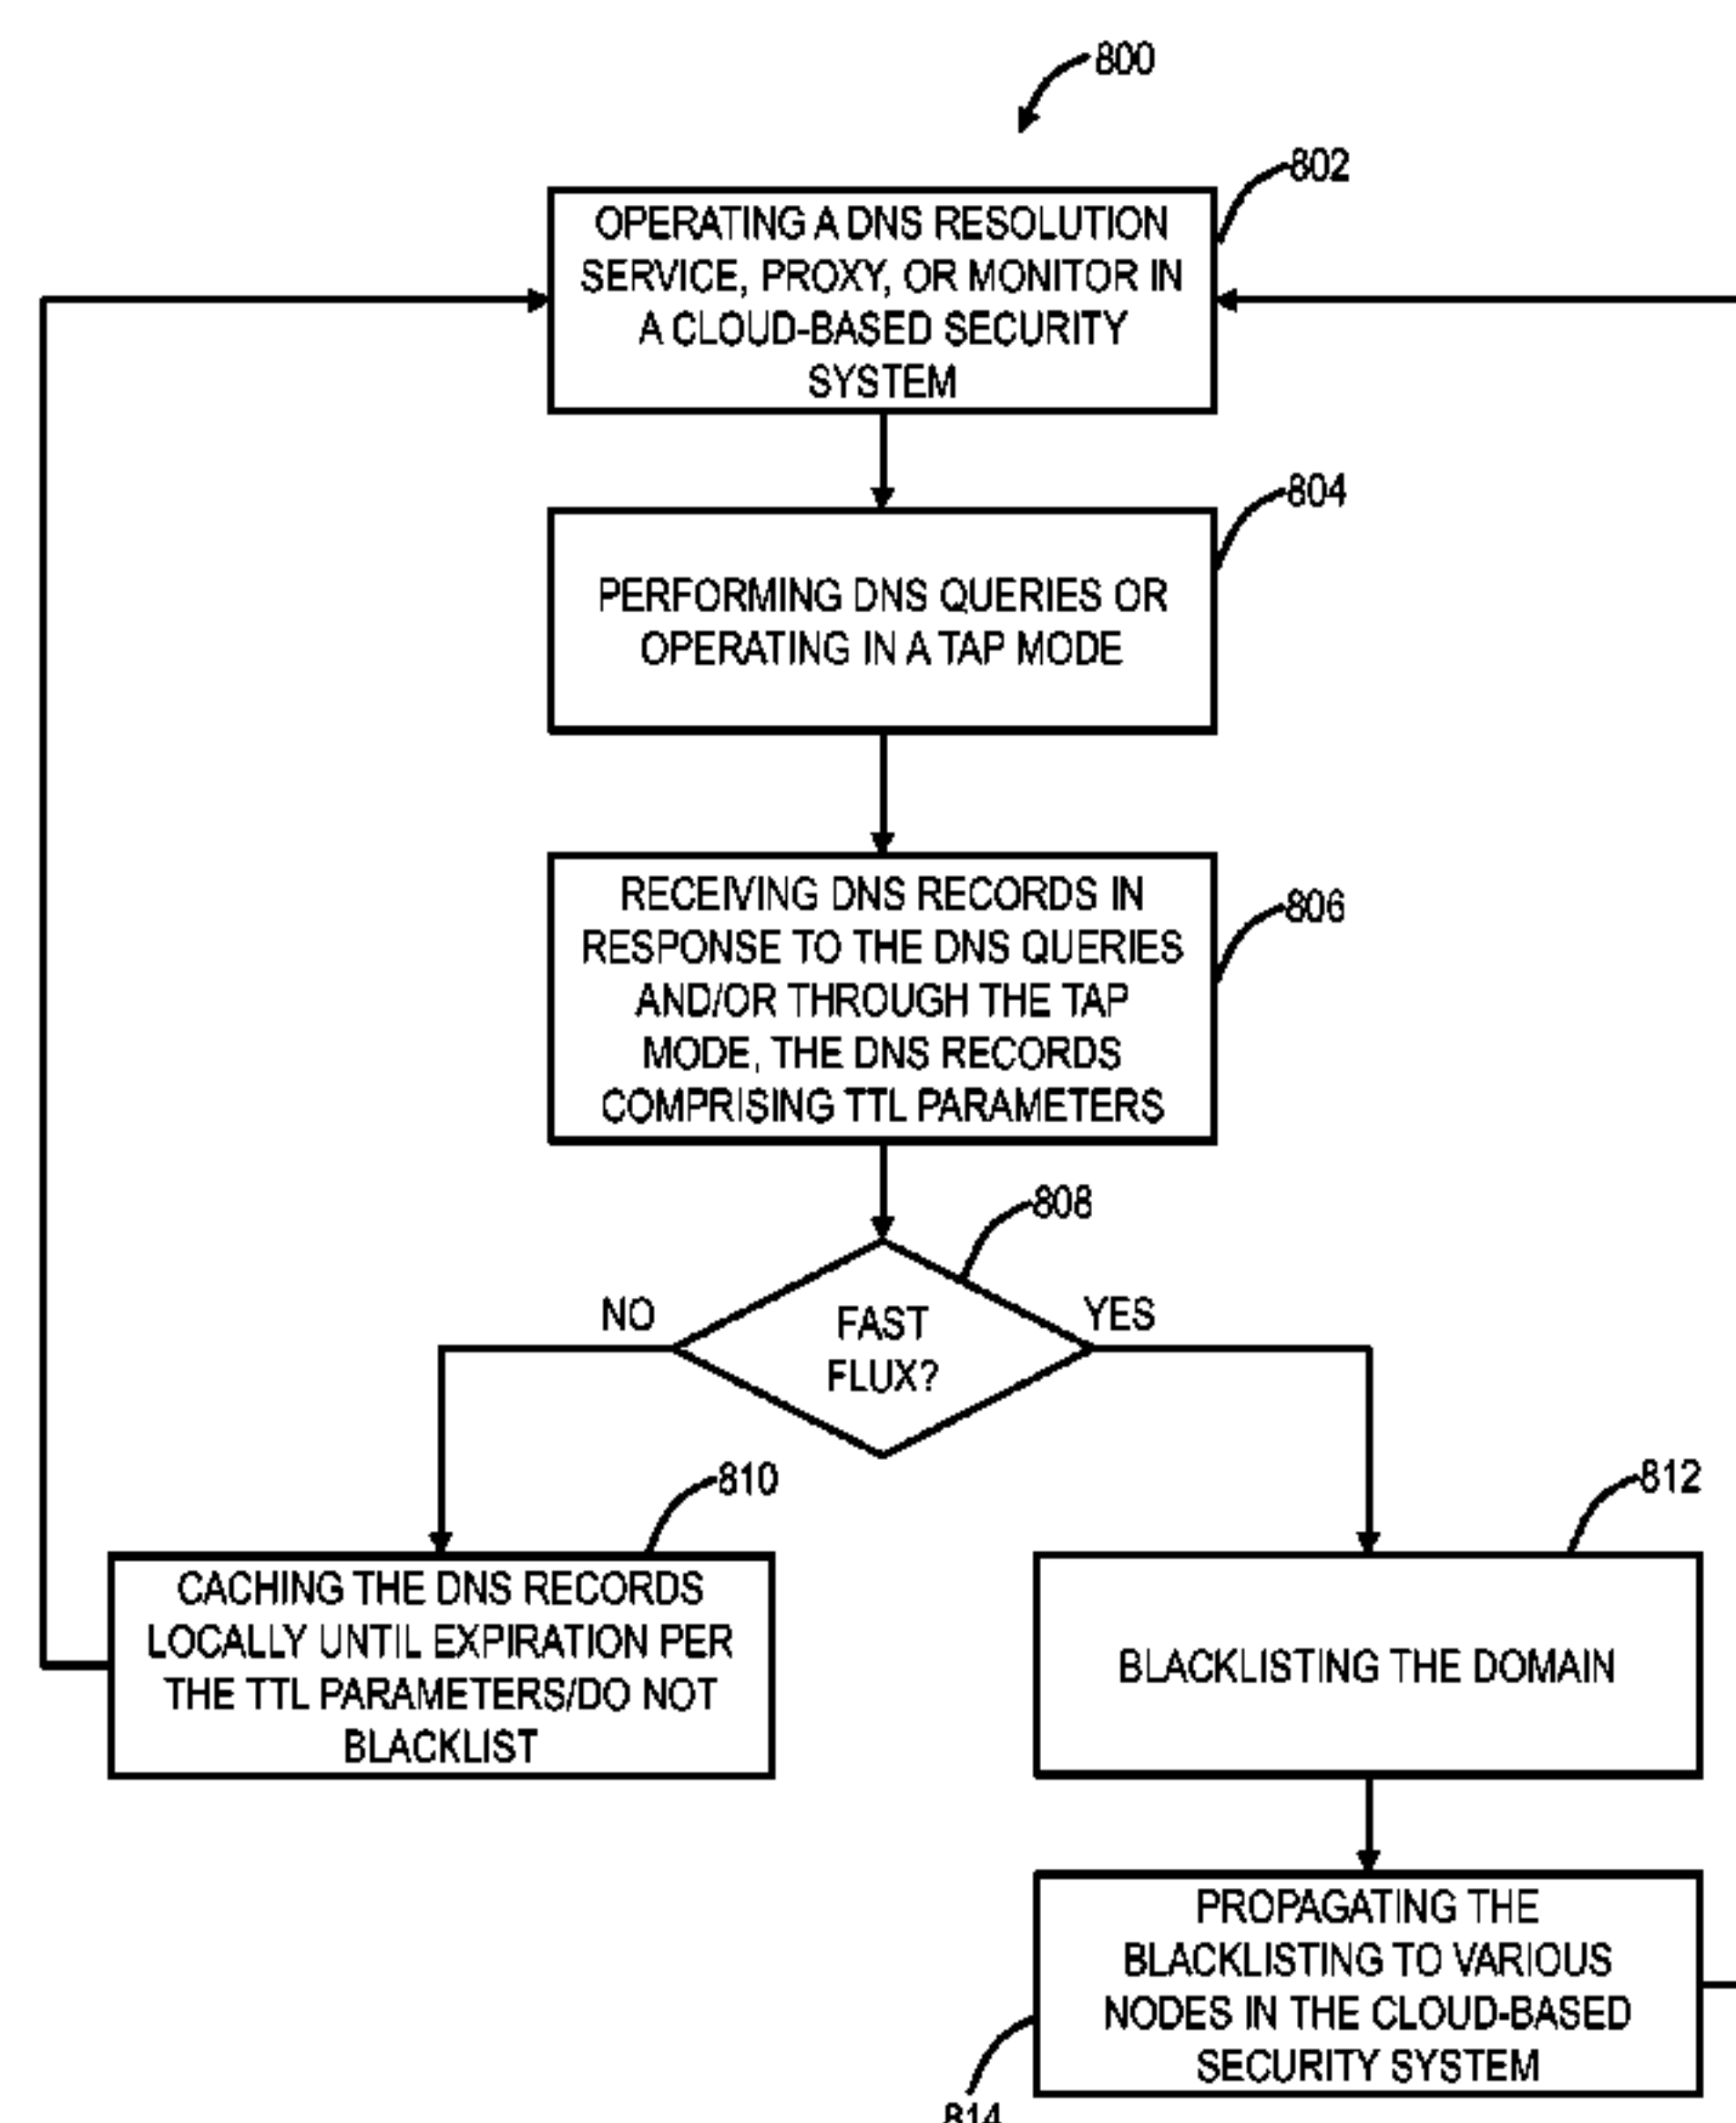 800
802
OPERATING A DNS RESOLUTION
SERVICE, PROXY, OR MONITOR IN
A CLOUD-BASED SECURITY
SYSTEM
804
PERFORMING DNS QUERIES OR
OPERATING IN A TAP MODE
806
RECEIVING DNS RECORDS IN
RESPONSE TO THE DNS QUERIES
AND/OR THROUGH THE TAP
MODE, THE DNS RECORDS
COMPRISING TTL PARAMETERS
808
NO
FAST
FLUX?
YES
810
CACHING THE DNS RECORDS
LOCALLY UNTIL EXPIRATION PER
THE TTL PARAMETERS/DO NOT
BLACKLIST
812
BLACKLISTING THE DOMAIN
PROPAGATING THE
BLACKLISTING TO VARIOUS
NODES IN THE CLOUD-BASED
SECURITY SYSTEM
814